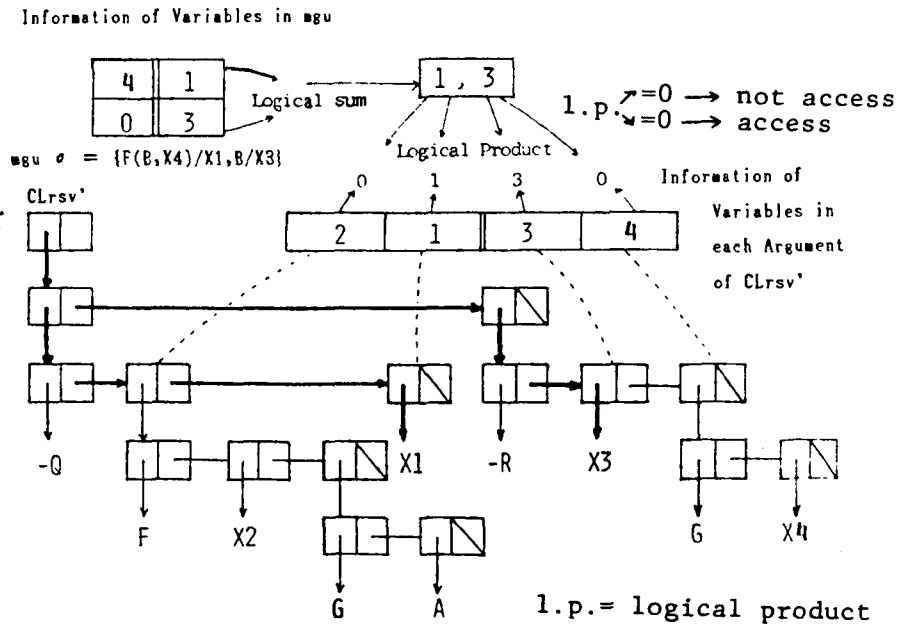 Information of Variables in mgu
4 1
0 3
Logical sum
1 , 3
l.p. =0 → not access
=0 → access
Logical Product
mgu σ = {F(B,X4)/X1,B/X3}
0 1 3 0
Information of
Variables in
each Argument
of CLrsv'
CLrsv'
2 1 3 4
-Q
X1
-R
X3
F
X2
G
X4
G
A
l.p.= logical product